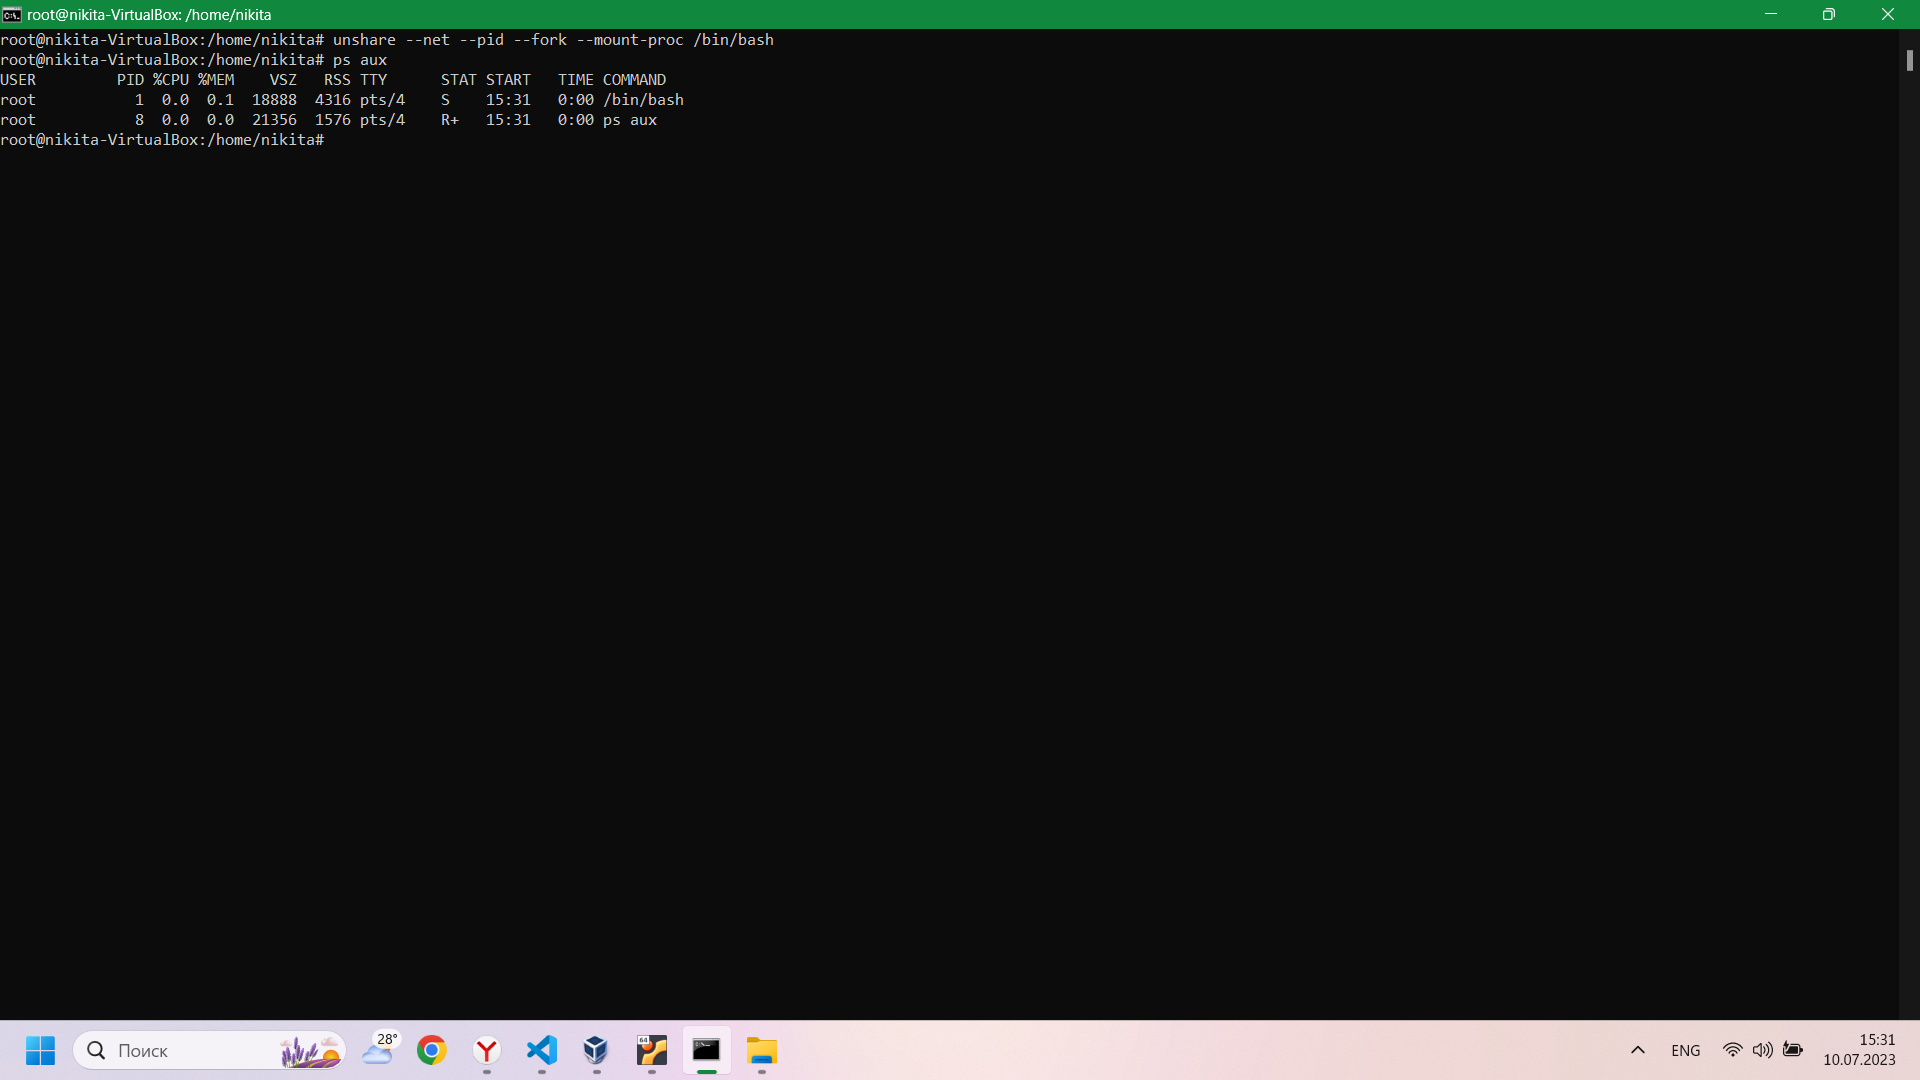 root@nikita-VirtualBox: /home/nikita
root@nikita-VirtualBox:/home/nikita# unshare --net --pid --fork --mount-proc /bin/bash
root@nikita-VirtualBox:/home/nikita# ps aux
USER         PID %CPU %MEM    VSZ   RSS TTY      STAT START   TIME COMMAND
root           1  0.0  0.1  18888  4316 pts/4    S    15:31   0:00 /bin/bash
root           8  0.0  0.0  21356  1576 pts/4    R+   15:31   0:00 ps aux
root@nikita-VirtualBox:/home/nikita#
Поиск
28°
64
ENG
15:31
10.07.2023